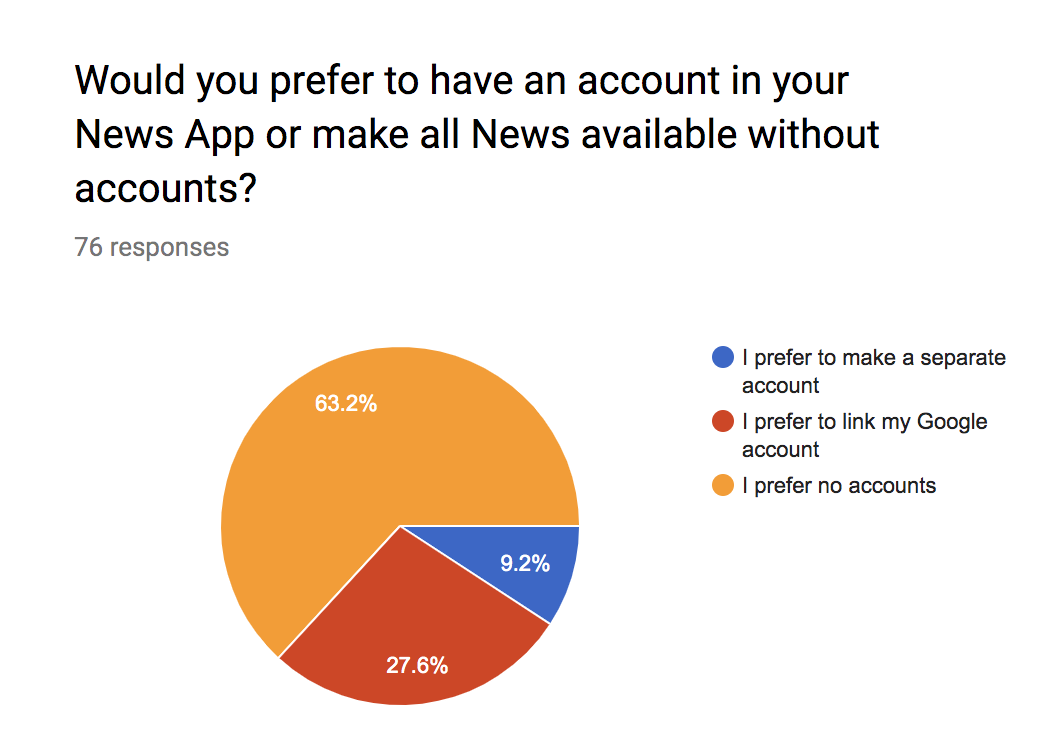 Would you prefer to have an account in your
News App or make all News available without
accounts?
76 responses
63.2%
9.2%
27.6%
I prefer to make a separate
account
I prefer to link my Google
account
I prefer no accounts